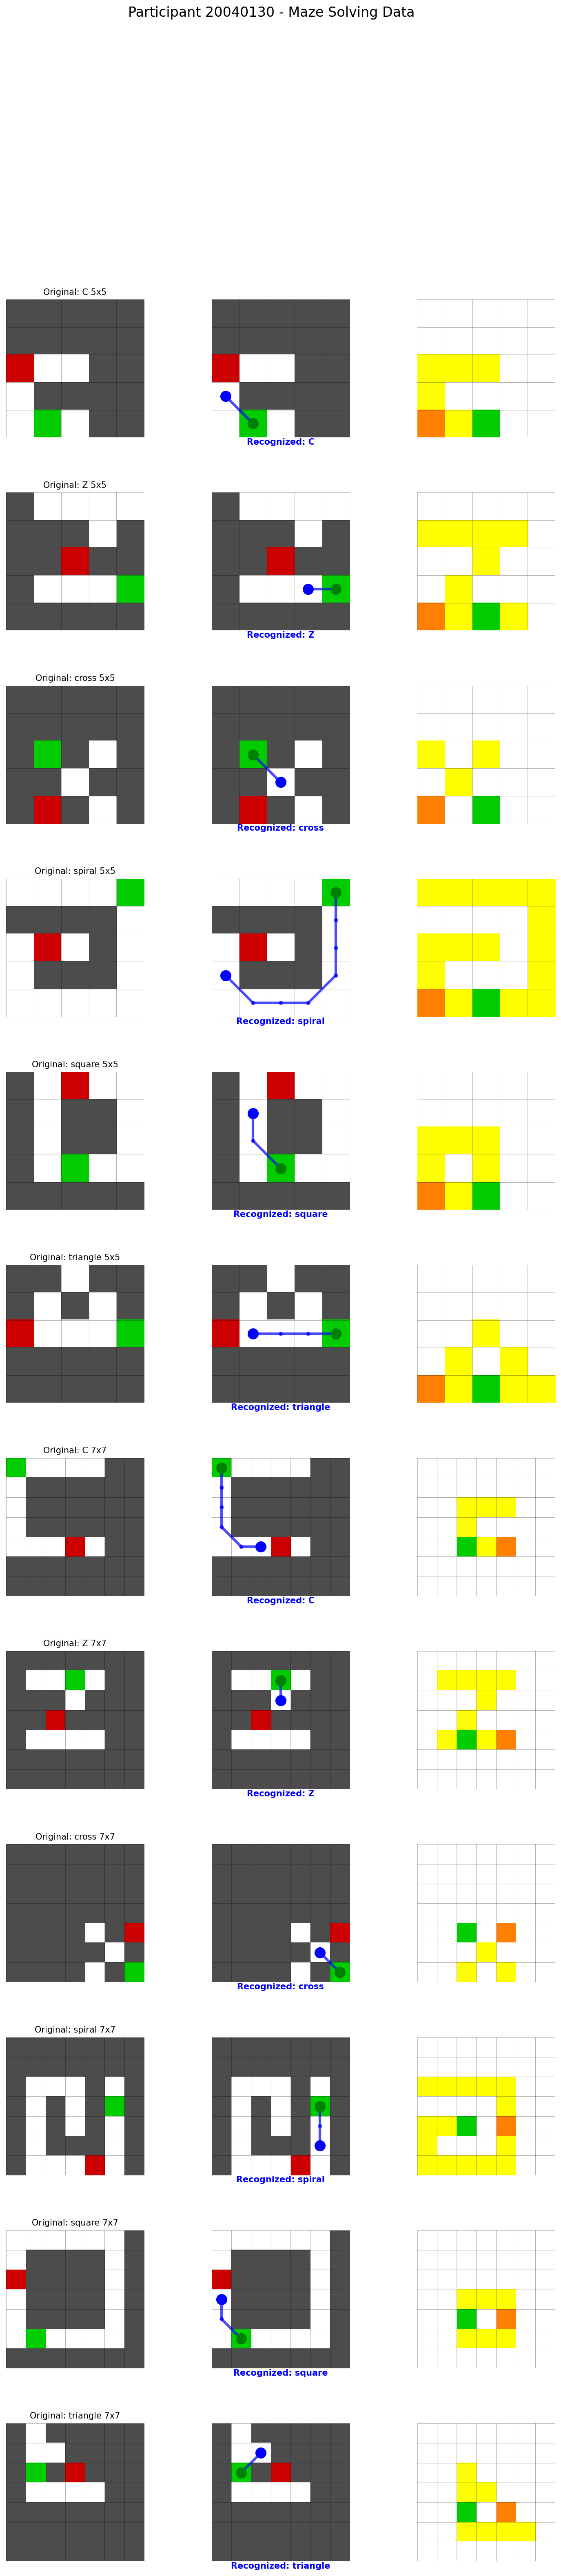 Participant 20040130 - Maze Solving Data
Original: C 5x5
Recognized: C
Original: Z 5x5
Recognized: Z
Original: cross 5x5
Recognized: cross
Original: spiral 5x5
Recognized: spiral
Original: square 5x5
Recognized: square
Original: triangle 5x5
Recognized: triangle
Original: C 7x7
Recognized: C
Original: Z 7x7
Recognized: Z
Original: cross 7x7
Recognized: cross
Original: spiral 7x7
Recognized: spiral
Original: square 7x7
Recognized: square
Original: triangle 7x7
Recognized: triangle